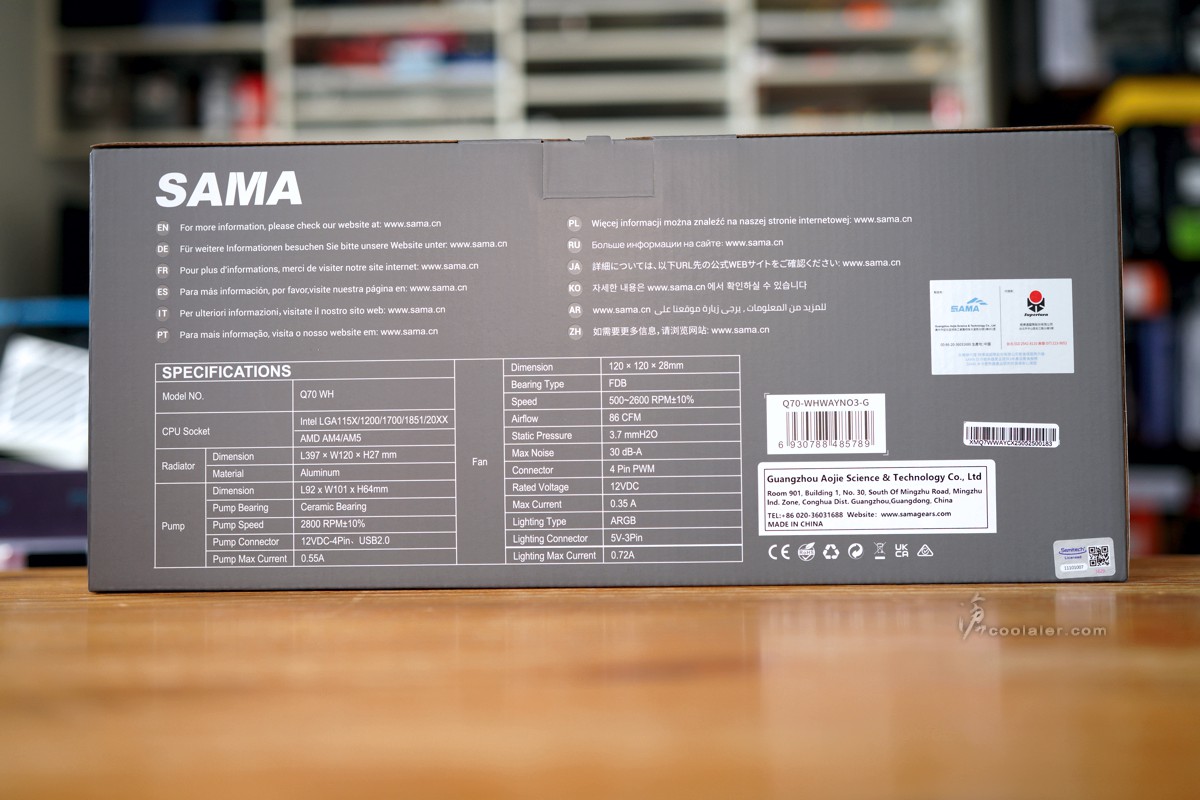 SAMA
EN For more information, please check our website at: www.sama.cn
DE Für weitere Informationen besuchen Sie bitte unsere Website unter: www.sama.cn
FR Pour plus d'informations, merci de visiter notre site internet: www.sama.cn
ES Para más información, por favor,visite nuestra página en: www.sama.cn
IT Per ulteriori informazioni, visitate il nostro sito web: www.sama.cn
PT Para mais informação, visita o nosso website em: www.sama.cn
PL Więcej informacji można znaleźć na naszej stronie internetowej: www.sama.cn
RU Больше информации на сайте: www.sama.cn
JA 詳細については、以下URL先の公式WEBサイトをご確認ください: www.sama.cn
KO 자세한 내용은 www.sama.cn 에서 확인하실 수 있습니다
AR للمزيد من المعلومات, يرجى زيارة موقعنا على www.sama.cn
ZH 如需要更多信息,请浏览网站: www.sama.cn
SPECIFICATIONS
Model NO. Q70 WH
CPU Socket Intel LGA115X/1200/1700/1851/20XX
AMD AM4/AM5
Radiator Dimension L397 × W120 × H27 mm
Material Aluminum
Pump Dimension L92 x W101 x H64mm
Pump Bearing Ceramic Bearing
Pump Speed 2800 RPM±10%
Pump Connector 12VDC-4Pin、USB2.0
Pump Max Current 0.55A
Fan
Dimension 120 × 120 × 28mm
Bearing Type FDB
Speed 500~2600 RPM±10%
Airflow 86 CFM
Static Pressure 3.7 mmH2O
Max Noise 30 dB-A
Connector 4 Pin PWM
Rated Voltage 12VDC
Max Current 0.35 A
Lighting Type ARGB
Lighting Connector 5V-3Pin
Lighting Max Current 0.72A
SAMA
Guangzhou Aojie Science & Technology Co., Ltd
Q70-WHWAYNO3-G
6 930788 485789
XMQ7WWAYCX25052500183
Guangzhou Aojie Science & Technology Co., Ltd
Room 901, Building 1, No. 30, South Of Mingzhu Road, Mingzhu
Ind. Zone, Conghua Dist. Guangzhou,Guangdong, China
TEL:+86 020-36031688 Website: www.samagears.com
MADE IN CHINA
CE RoHS UK CA
11101007
滄 coolaler.com